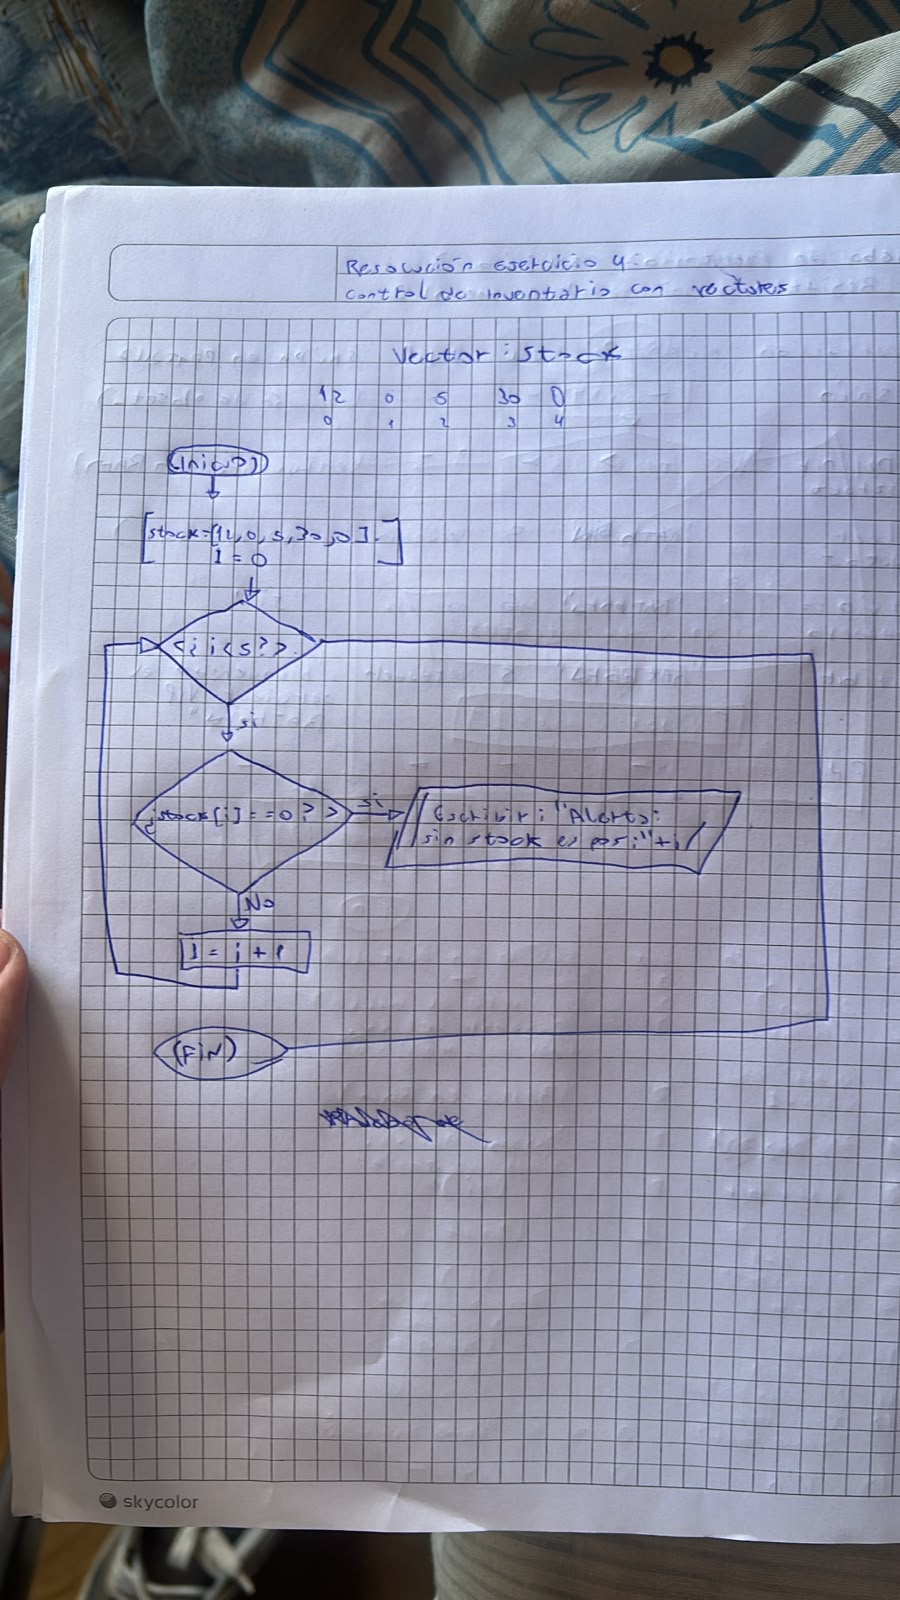 Resolución Esercicio 4
control de inventario con vectores
Vector: Stock
12 0 5 30 0
0 1 2 3 4
(Inicio)
[stock=[12,0,5,30,0]]
I = 0
<¿i<5?>
si
¿stock[i]==0?>
si
/Escribir: "Alerta:
sin stock en pos:"+i/
No
I = i + 1
(FIN)
skycolor